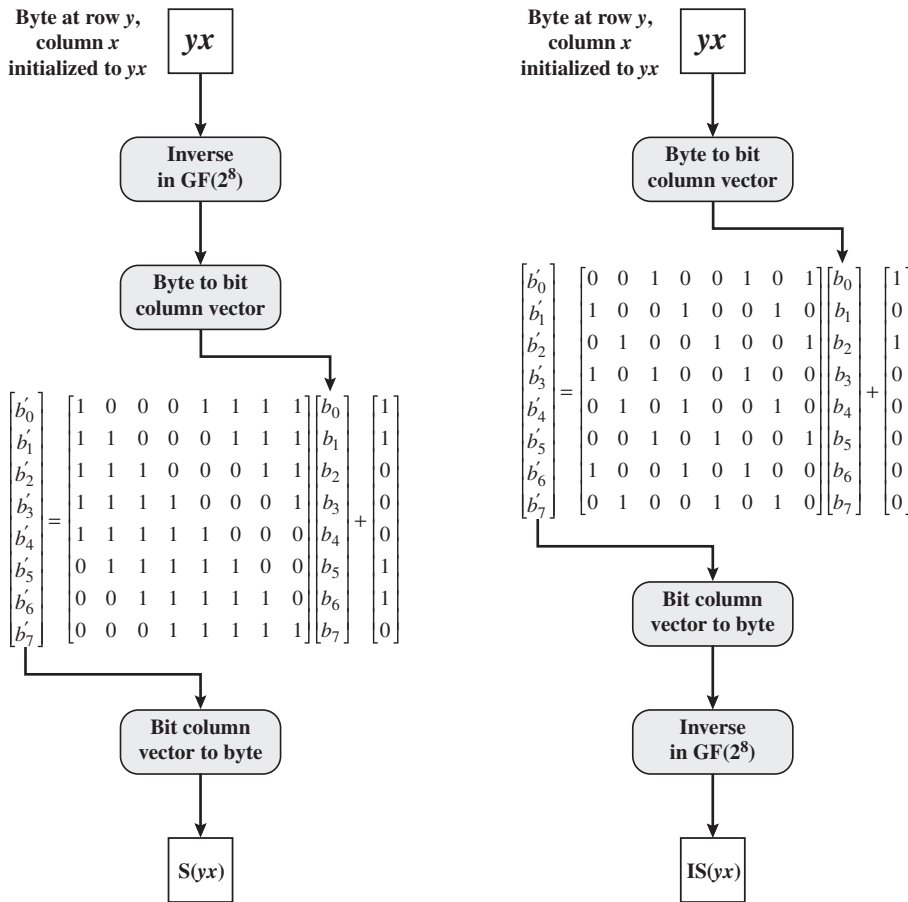 Byte at row y,
column x
initialized to yx
yx
Inverse
in GF(2⁸)
Byte to bit
column vector
[b′₀] [1 0 0 0 1 1 1 1] [b₀] [1]
[b′₁] [1 1 0 0 0 1 1 1] [b₁] [1]
[b′₂] [1 1 1 0 0 0 1 1] [b₂] [0]
[b′₃] = [1 1 1 1 0 0 0 1] [b₃] + [0]
[b′₄] [1 1 1 1 1 0 0 0] [b₄] [0]
[b′₅] [0 1 1 1 1 1 0 0] [b₅] [1]
[b′₆] [0 0 1 1 1 1 1 0] [b₆] [1]
[b′₇] [0 0 0 1 1 1 1 1] [b₇] [0]
Bit column
vector to byte
S(yx)
Byte at row y,
column x
initialized to yx
yx
Byte to bit
column vector
[b′₀] [0 0 1 0 0 1 0 1] [b₀] [1]
[b′₁] [1 0 0 1 0 0 1 0] [b₁] [0]
[b′₂] [0 1 0 0 1 0 0 1] [b₂] [1]
[b′₃] = [1 0 1 0 0 1 0 0] [b₃] + [0]
[b′₄] [0 1 0 1 0 0 1 0] [b₄] [0]
[b′₅] [0 0 1 0 1 0 0 1] [b₅] [0]
[b′₆] [1 0 0 1 0 1 0 0] [b₆] [0]
[b′₇] [0 1 0 0 1 0 1 0] [b₇] [0]
Bit column
vector to byte
Inverse
in GF(2⁸)
IS(yx)